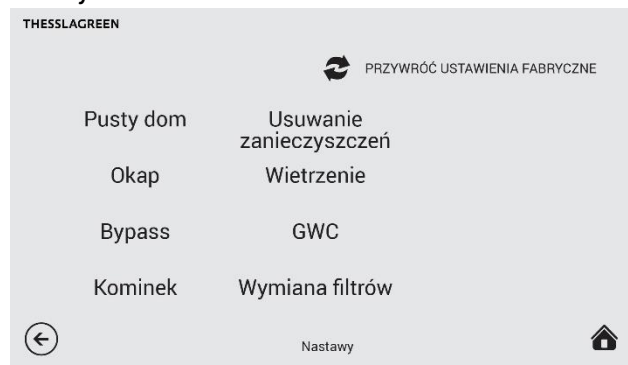 THESSLAGREEN
PRZYWRÓĆ USTAWIENIA FABRYCZNE
Pusty dom
Usuwanie
zanieczyszczeń
Okap
Wietrzenie
Bypass
GWC
Kominek
Wymiana filtrów
Nastawy